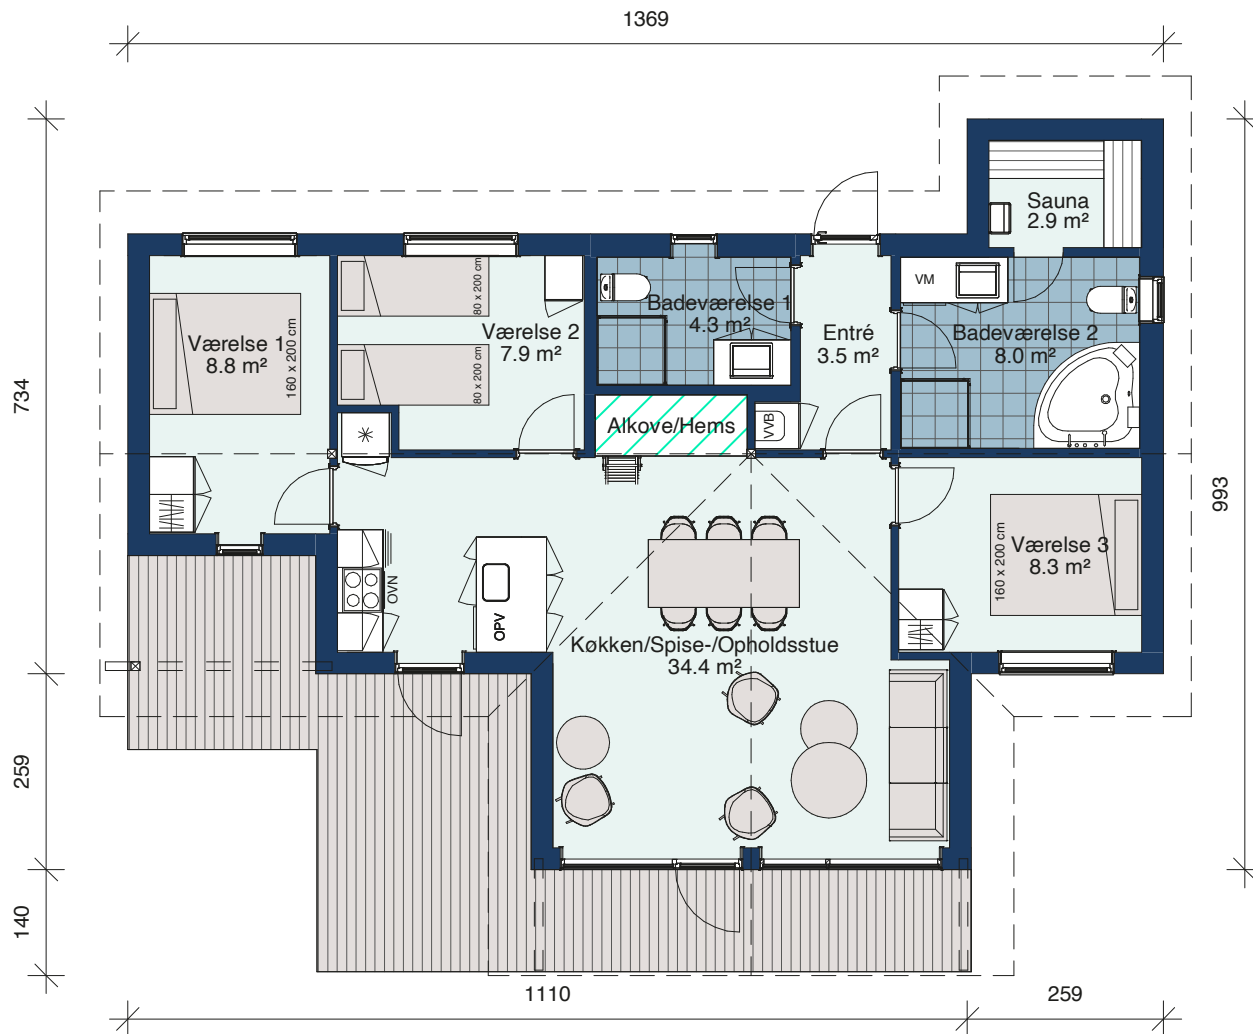 1369
Sauna
2.9 m²
734
993
Værelse 1
8.8 m²
160 x 200 cm
80 x 200 cm
80 x 200 cm
Værelse 2
7.9 m²
Badeværelse 1
4.3 m²
Entré
3.5 m²
VM
Badeværelse 2
8.0 m²
Alkove/Hems
VVB
OVN
OPV
Køkken/Spise-/Opholdsstue
34.4 m²
Værelse 3
8.3 m²
160 x 200 cm
259
140
1110
259